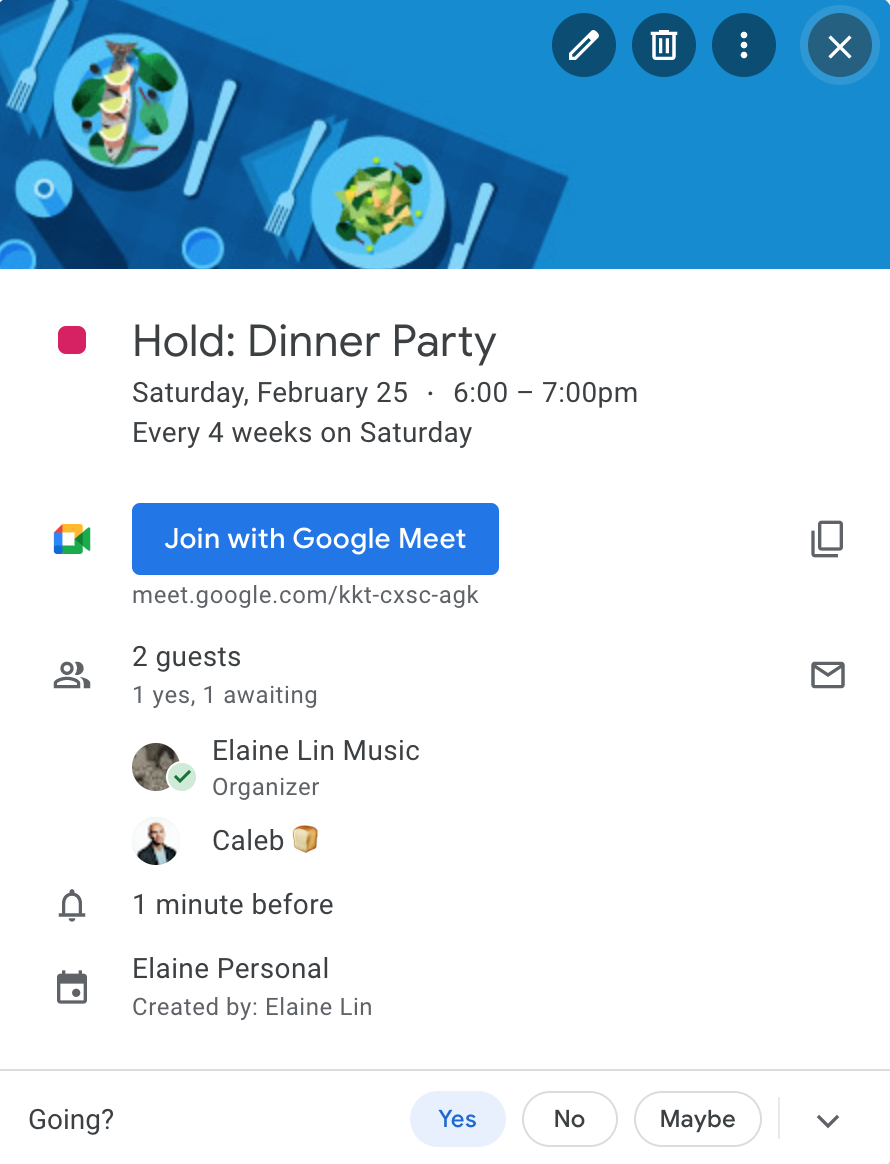 Hold: Dinner Party
Saturday, February 25 · 6:00 – 7:00pm
Every 4 weeks on Saturday
Join with Google Meet
meet.google.com/kkt-cxsc-agk
2 guests
1 yes, 1 awaiting
Elaine Lin Music
Organizer
Caleb 🍞
1 minute before
Elaine Personal
Created by: Elaine Lin
Going? Yes No Maybe